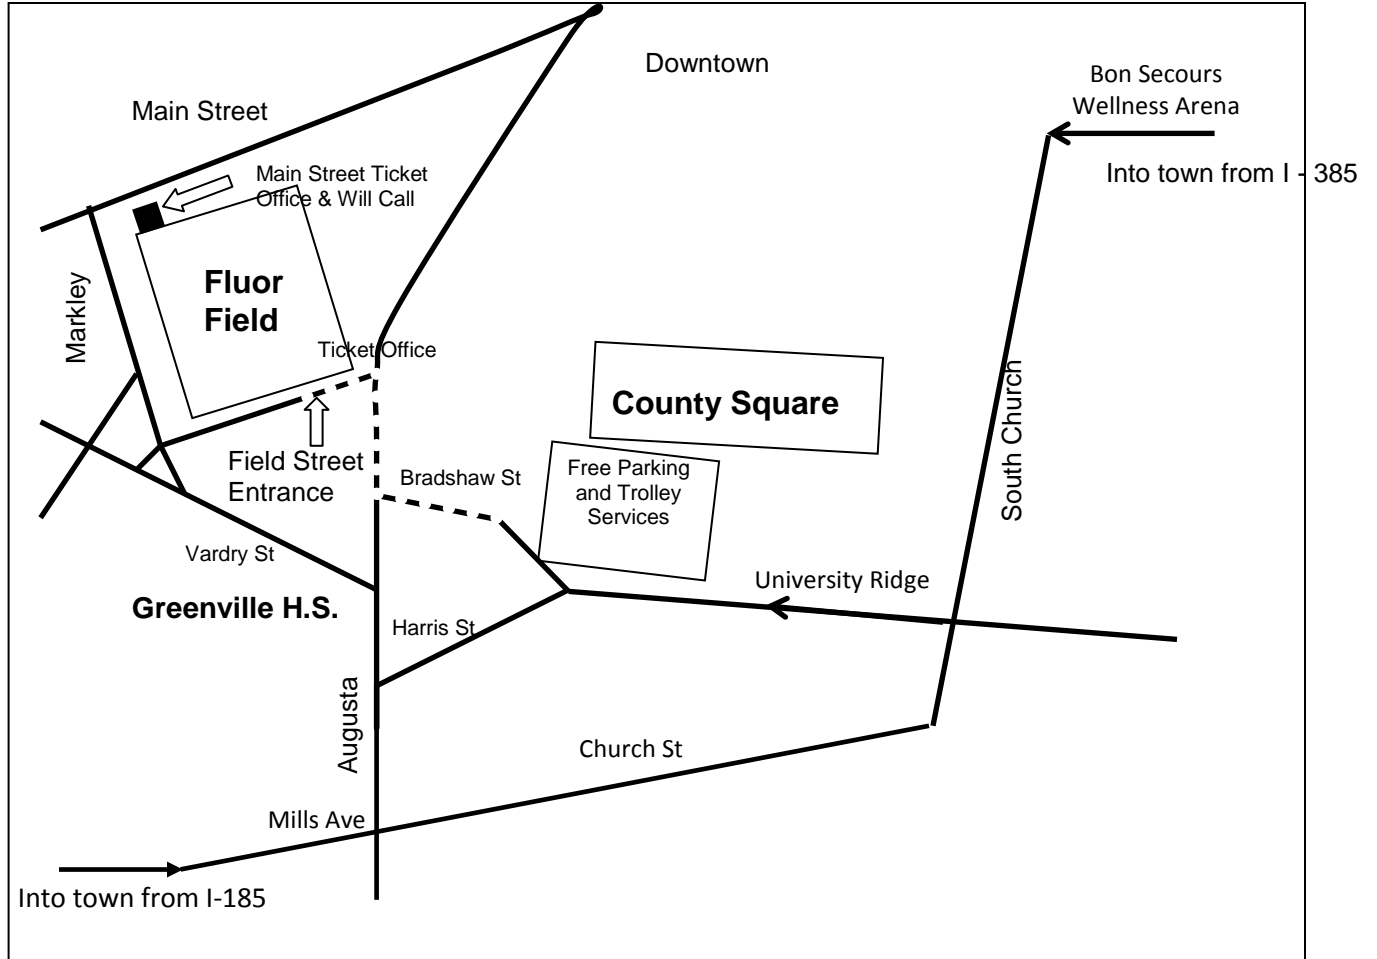 Downtown
Bon Secours
Wellness Arena
Main Street
Into town from I - 385
Main Street Ticket
Office & Will Call
Fluor
Field
Markley
Ticket Office
County Square
South Church
Field Street
Entrance
Bradshaw St
Free Parking
and Trolley
Services
Vardry St
University Ridge
Greenville H.S.
Harris St
Augusta
Church St
Mills Ave
Into town from I-185